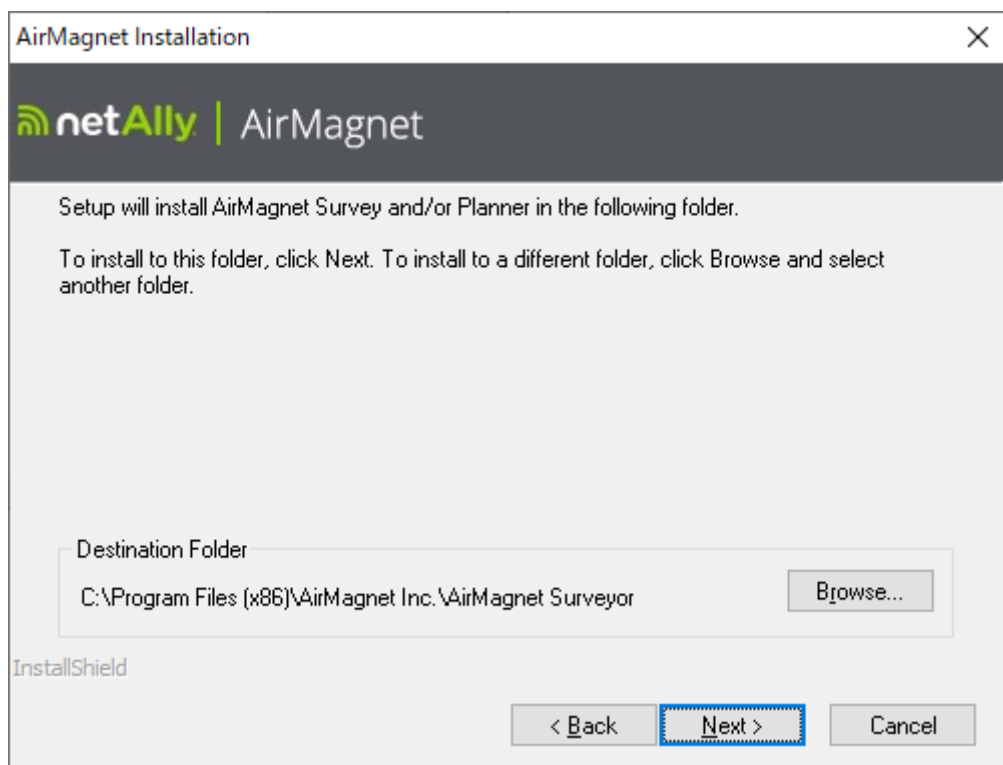 AirMagnet Installation
netAlly | AirMagnet
Setup will install AirMagnet Survey and/or Planner in the following folder.
To install to this folder, click Next. To install to a different folder, click Browse and select
another folder.
Destination Folder
C:\Program Files (x86)\AirMagnet Inc.\AirMagnet Surveyor
Browse...
InstallShield
< Back
Next >
Cancel